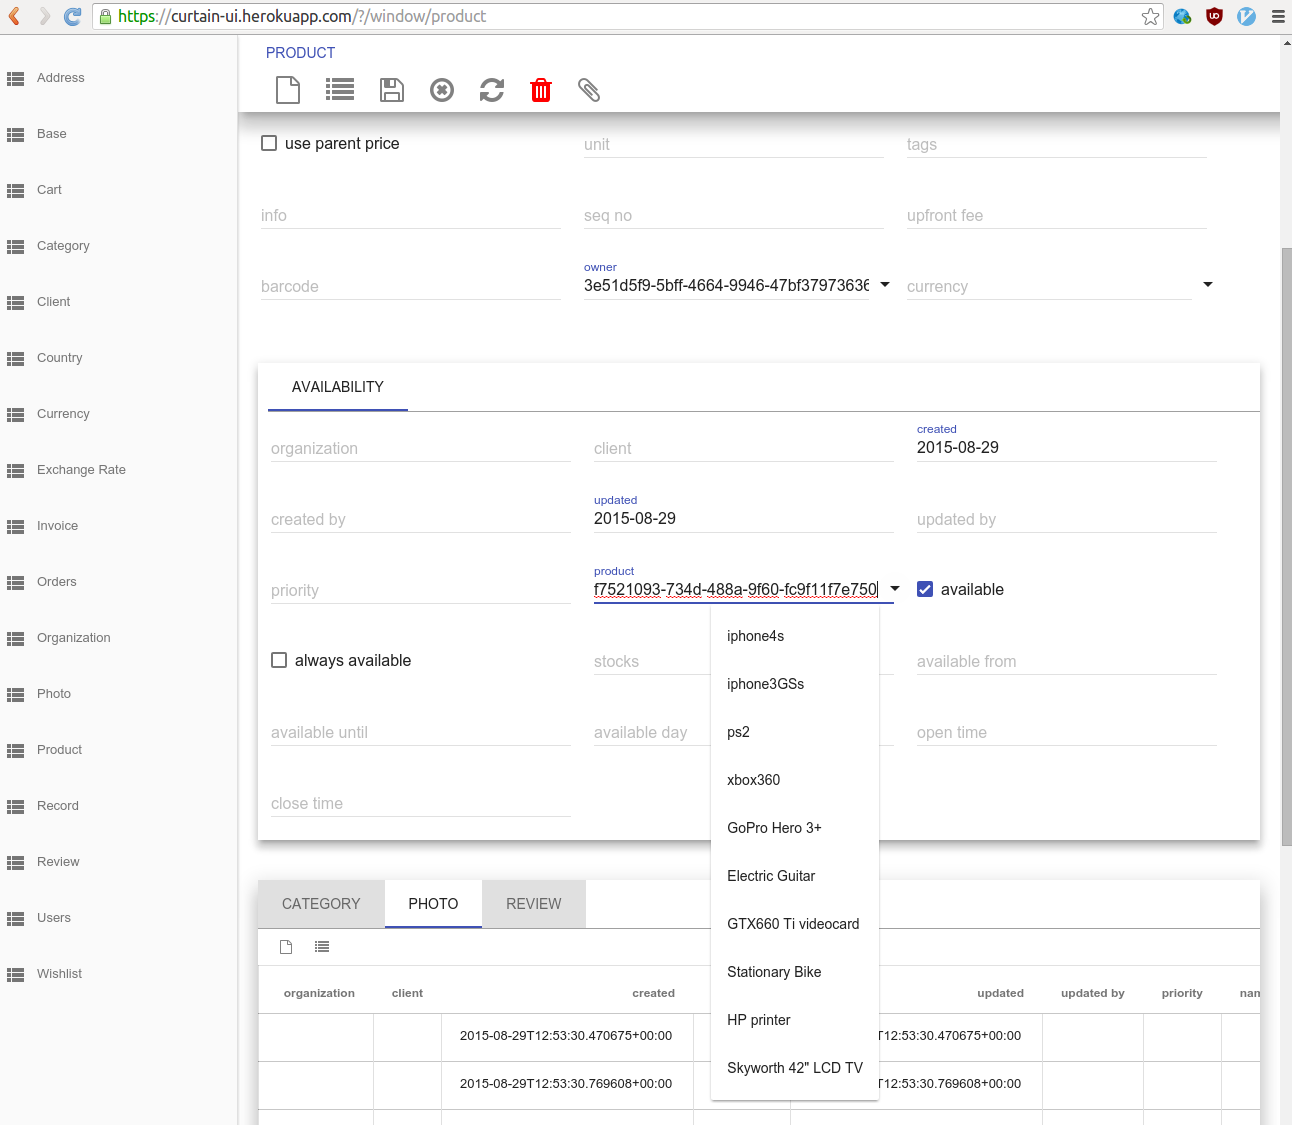 https://curtain-ui.herokuapp.com/?/window/product
Address
Base
Cart
Category
Client
Country
Currency
Exchange Rate
Invoice
Orders
Organization
Photo
Product
Record
Review
Users
Wishlist
PRODUCT
use parent price
unit
tags
info
seq no
upfront fee
barcode
owner
3e51d5f9-5bff-4664-9946-47bf37973636
currency
AVAILABILITY
organization
client
created
2015-08-29
created by
updated
2015-08-29
updated by
priority
product
f7521093-734d-488a-9f60-fc9f11f7e750
available
always available
stocks
available from
available until
available day
open time
close time
iphone4s
iphone3GSs
ps2
xbox360
GoPro Hero 3+
Electric Guitar
GTX660 Ti videocard
Stationary Bike
HP printer
Skyworth 42" LCD TV
CATEGORY PHOTO REVIEW
organization client created updated updated by priority
2015-08-29T12:53:30.470675+00:00 T12:53:30.470675+00:00
2015-08-29T12:53:30.769608+00:00 T12:53:30.769608+00:00